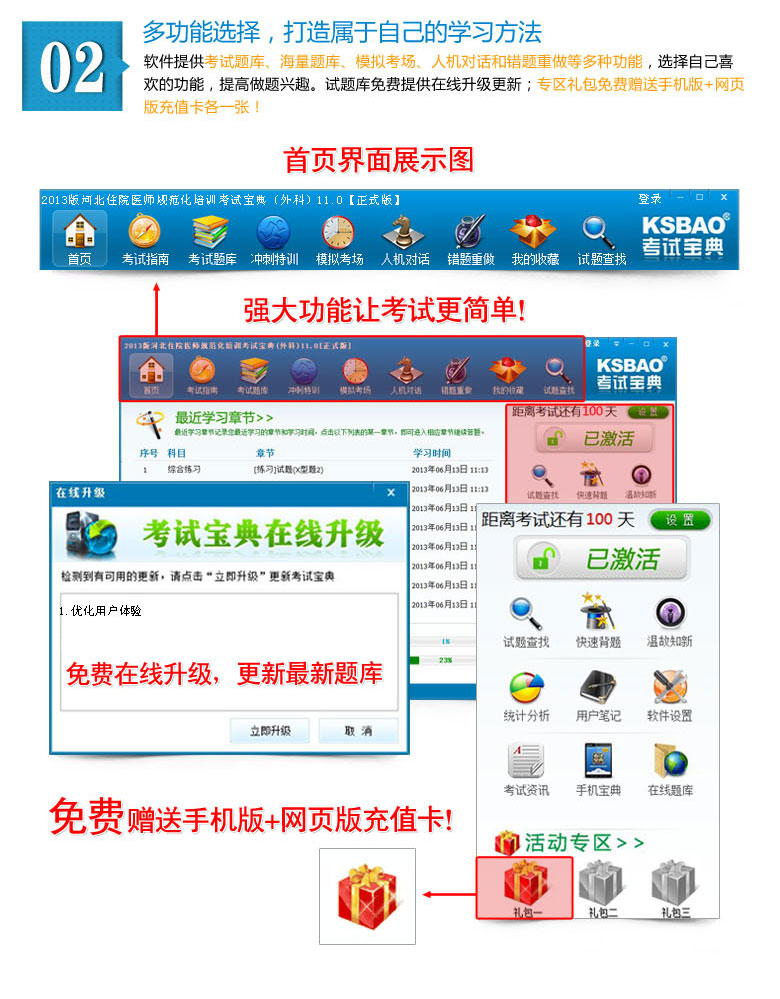 02
多功能选择，打造属于自己的学习方法
软件提供考试题库、海量题库、模拟考场、人机对话和错题重做等多种功能，选择自己喜
欢的功能，提高做题兴趣。试题库免费提供在线升级更新；专区礼包免费赠送手机版+网页
版充值卡各一张！
首页界面展示图
2013版河北住院医师规范化培训考试宝典（外科）11.0【正式版】
登录
首页 考试指南 考试题库 冲刺特训 模拟考场 人机对话 错题重做 我的收藏 试题查找
KSBAO®
考试宝典
强大功能让考试更简单!
2013版河北住院医师规范化培训考试宝典(外科)11.0[正式版]
登录
首页 考试指南 考试题库 冲刺特训 模拟考场 人机对话 错题重做 我的收藏 试题查找
KSBAO®
考试宝典
最近学习章节>>
最近学习章节记录您最近学习的章节和学习时间，点击以下列表的某一章节，即可进入相应章节继续答题。
序号 科目 章节 学习时间
1 综合练习 [练习]试题(X型题2) 2013年06月13日 11:13
2013年06月13日 11:13
2013年06月13日 11
2013年06月13日 11
2013年06月13日 11
2013年06月13日 11
2013年06月13日 11
2013年06月13日 11
1%
23%
距离考试还有100 天 设置
已激活
试题查找 快速背题 温故知新
在线升级
考试宝典在线升级
检测到有可用的更新，请点击“立即升级”更新考试宝典
1.优化用户体验
免费在线升级，更新最新题库
立即升级 取 消
距离考试还有 100 天 设 置
已激活
试题查找 快速背题 温故知新
统计分析 用户笔记 软件设置
考试资讯 手机宝典 在线题库
活动专区>>
礼包一 礼包二 礼包三
免费赠送手机版+网页版充值卡!